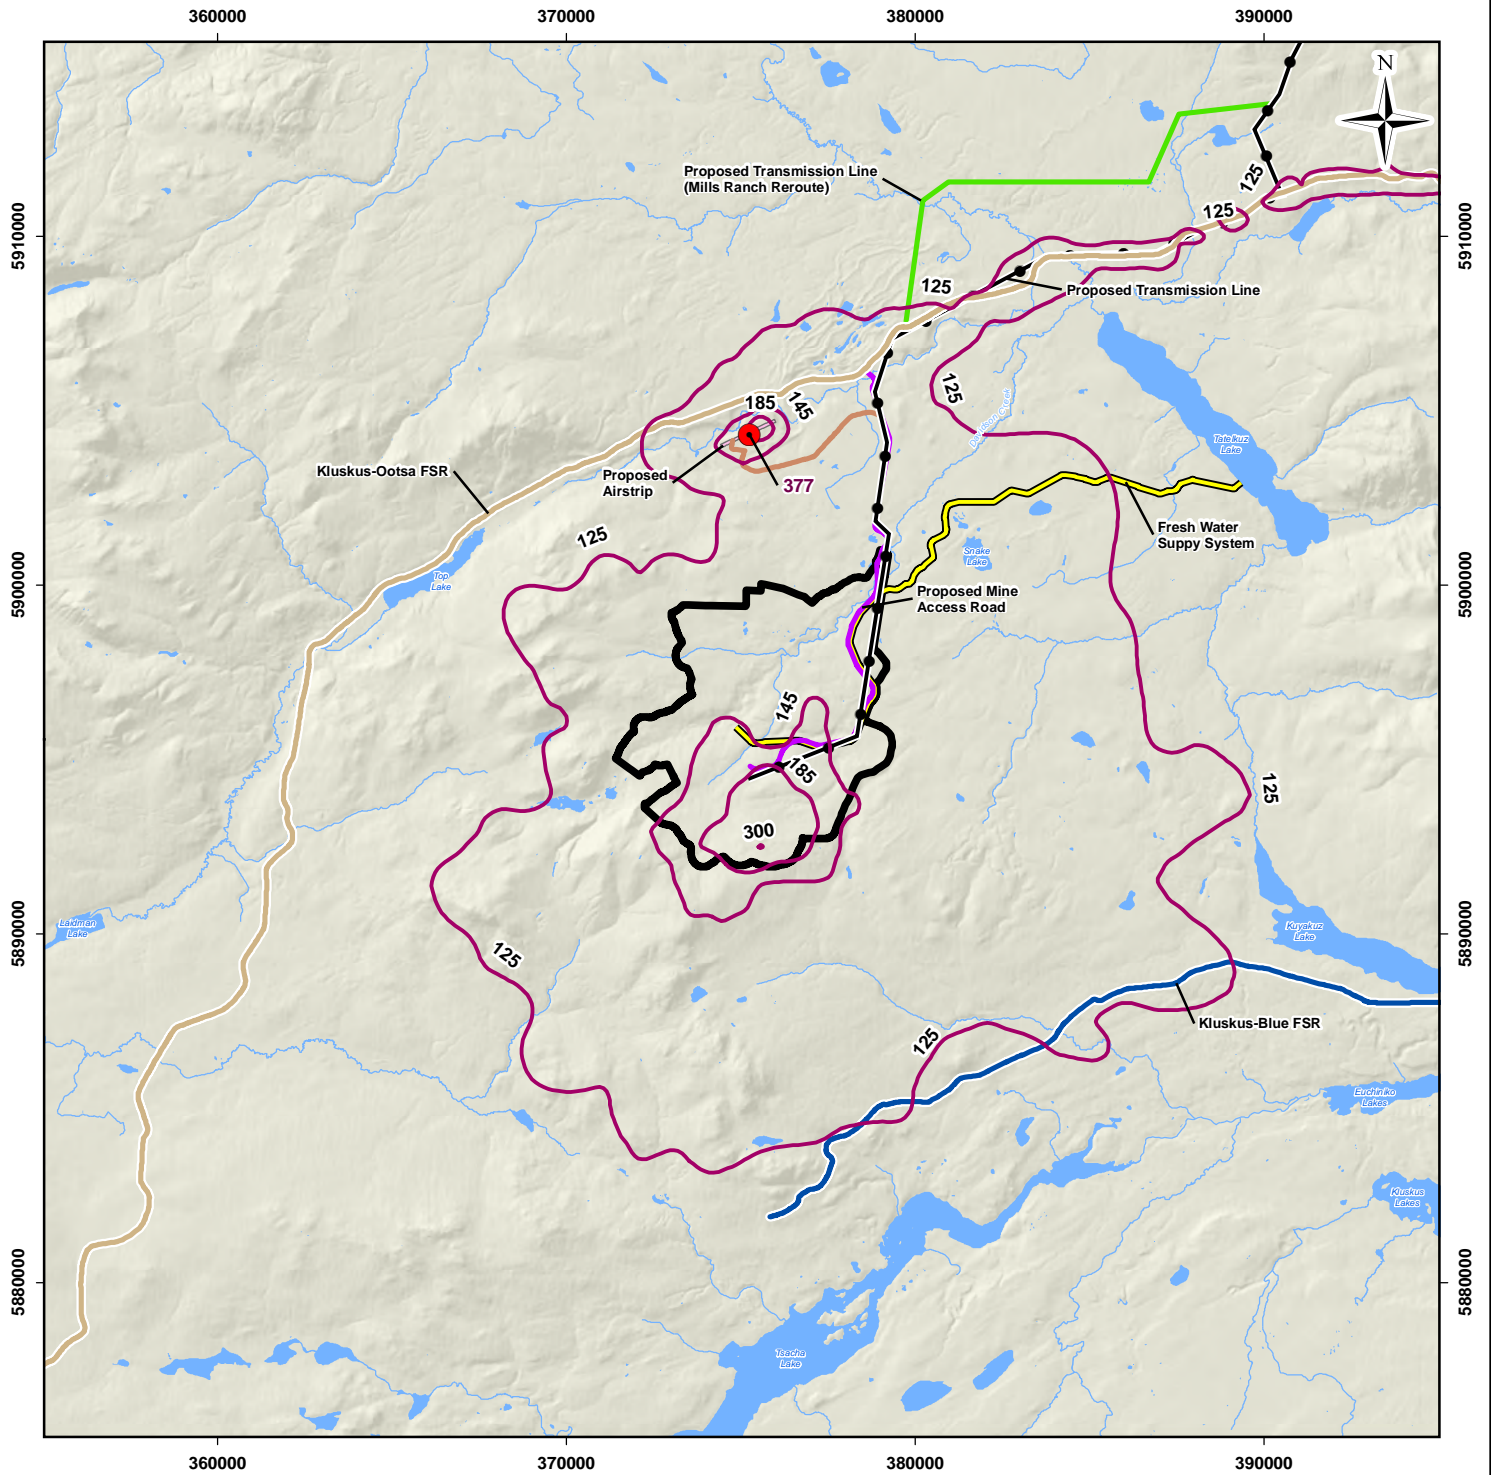 360000
370000
380000
390000
N
5910000
5910000
Proposed Transmission Line
(Mills Ranch Reroute)
125
125
125
Proposed Transmission Line
125
Davidson Creek
185
145
Tatelkuz
Lake
Kluskus-Ootsa FSR
Proposed
Airstrip
377
125
Fresh Water
Suppy System
Snake
Lake
Top
Lake
5900000
5900000
Proposed Mine
Access Road
145
185
125
300
Laidman
Lake
Kuyakuz
Lake
5890000
5890000
125
Kluskus-Blue FSR
125
Euchiniko
Lakes
Kluskus
Lakes
5880000
5880000
Tsacha
Lake
360000
370000
380000
390000